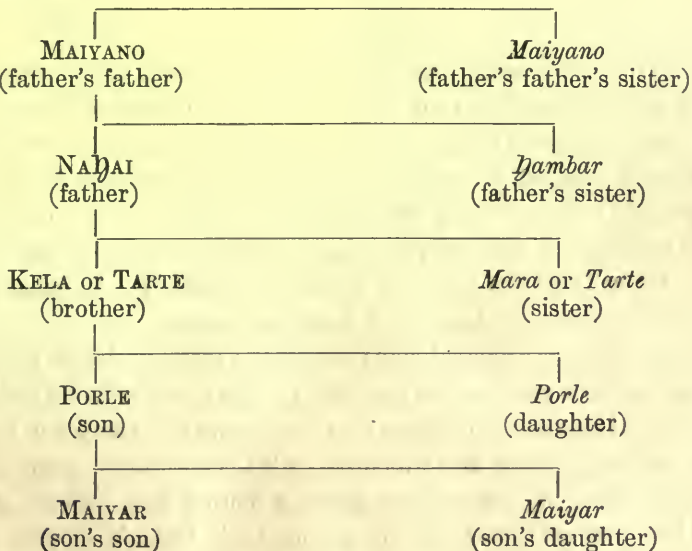 MAIYANO Maiyano
(father's father) (father's father's sister)
NAŊAI Ŋambar
(father) (father's sister)
KELA or TARTE Mara or Tarte
(brother) (sister)
PORLE Porle
(son) (daughter)
MAIYAR Maiyar
(son's son) (son's daughter)